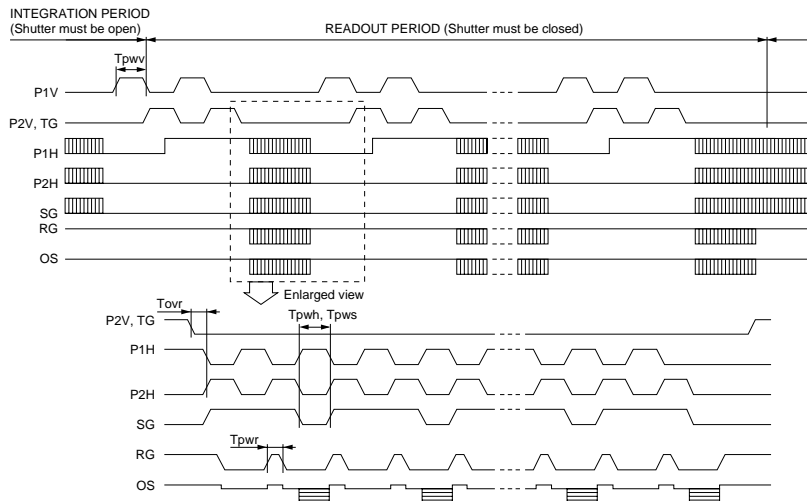 INTEGRATION PERIOD
(Shutter must be open)
READOUT PERIOD (Shutter must be closed)
Tpwv
P1V
P2V, TG
P1H
P2H
SG
RG
OS
Enlarged view
Tovr
Tpwh, Tpws
P2V, TG
P1H
P2H
SG
Tpwr
RG
OS